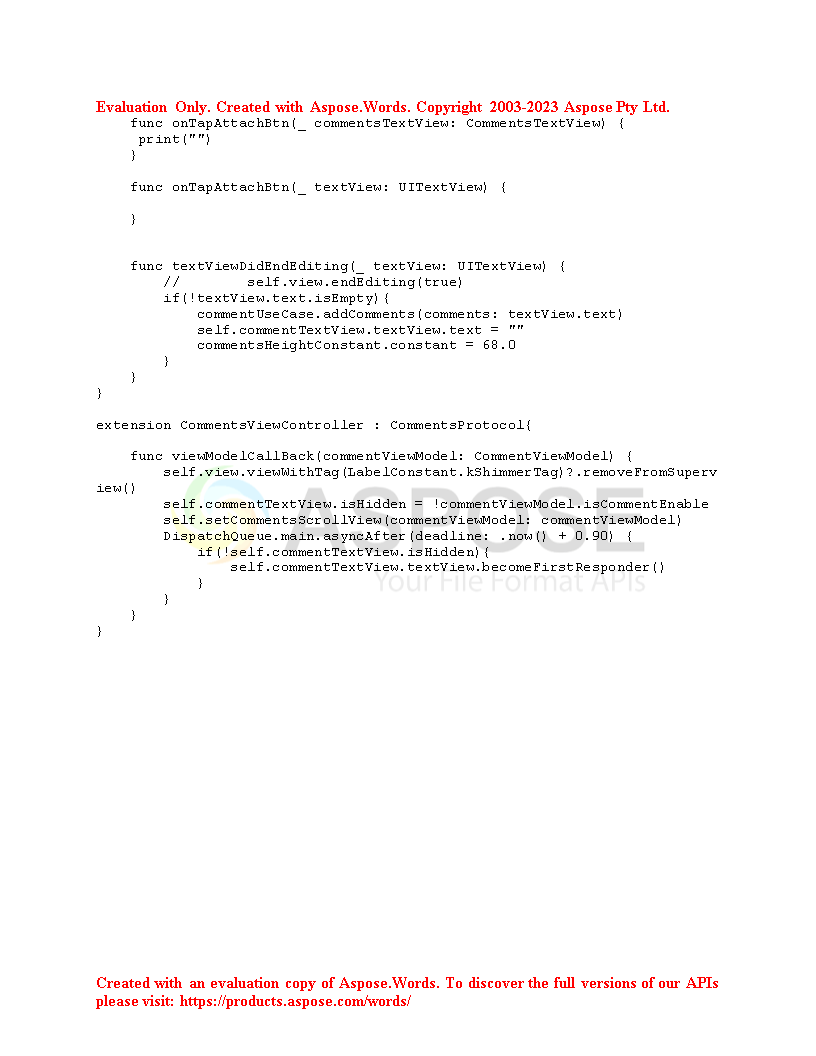 Evaluation Only. Created with Aspose.Words. Copyright 2003-2023 Aspose Pty Ltd.
    func onTapAttachBtn(_ commentsTextView: CommentsTextView) {
     print("")
    }

    func onTapAttachBtn(_ textView: UITextView) {

    }


    func textViewDidEndEditing(_ textView: UITextView) {
        //        self.view.endEditing(true)
        if(!textView.text.isEmpty){
            commentUseCase.addComments(comments: textView.text)
            self.commentTextView.textView.text = ""
            commentsHeightConstant.constant = 68.0
        }
    }
}

extension CommentsViewController : CommentsProtocol{

    func viewModelCallBack(commentViewModel: CommentViewModel) {
        self.view.viewWithTag(LabelConstant.kShimmerTag)?.removeFromSuperv
iew()
        self.commentTextView.isHidden = !commentViewModel.isCommentEnable
        self.setCommentsScrollView(commentViewModel: commentViewModel)
        DispatchQueue.main.asyncAfter(deadline: .now() + 0.90) {
            if(!self.commentTextView.isHidden){
                self.commentTextView.textView.becomeFirstResponder()
            }
        }
    }
}
ASPOSE
Your File Format APIs
Created with an evaluation copy of Aspose.Words. To discover the full versions of our APIs
please visit: https://products.aspose.com/words/